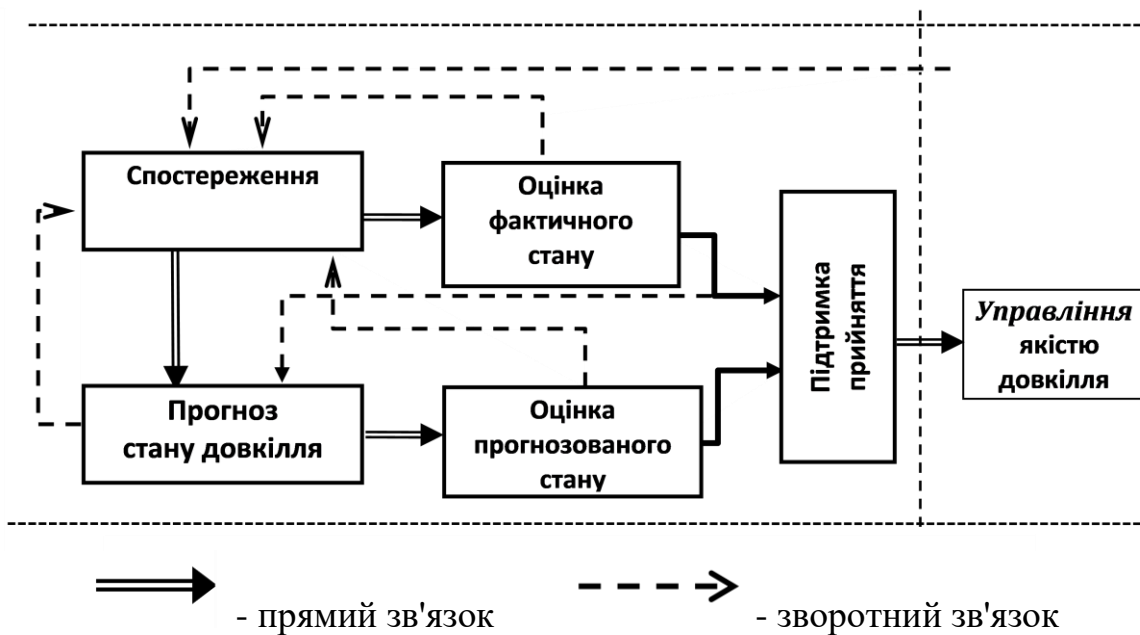 Спостереження
Оцінка
фактичного
стану
Підтримка
прийняття
Управління
якістю
довкілля
Прогноз
стану довкілля
Оцінка
прогнозованого
стану
- прямий зв'язок
- зворотний зв'язок